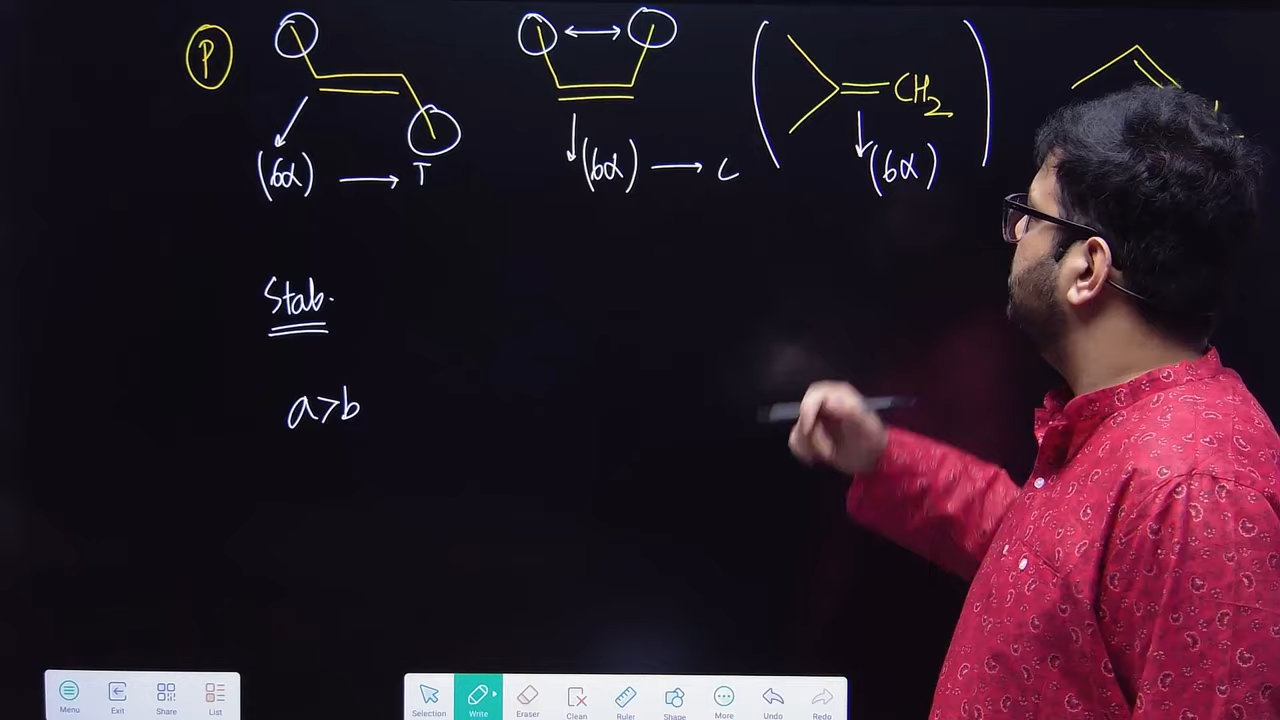 P
CH2
(6α) → T
(6α) → C
(6α)
Stab.
a>b
Menu
Exit
Share
List
Selection
Write
Eraser
Clean
Ruler
Shape
More
Undo
Redo